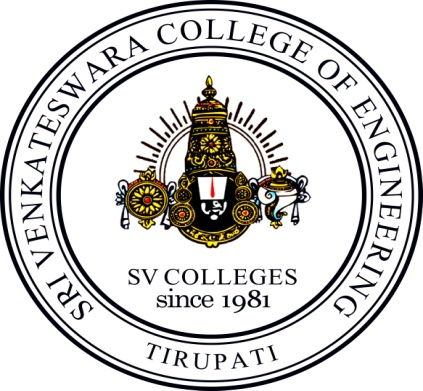 SRI VENKATESWARA COLLEGE OF ENGINEERING
SV COLLEGES
since 1981
TIRUPATI